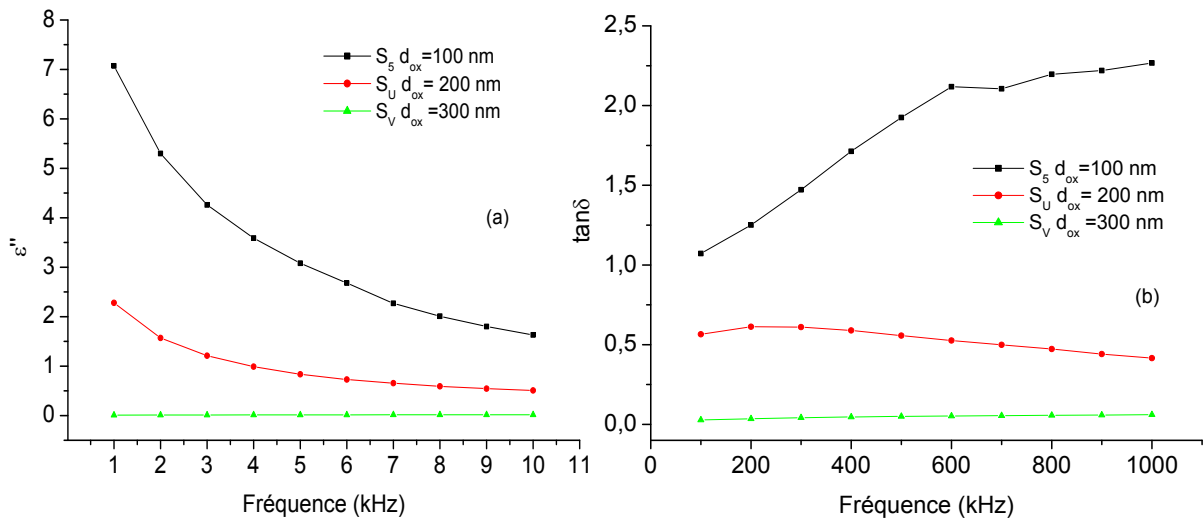 8
7
6
5
4
3
2
1
0
ε"
S5 dox=100 nm
SU dox= 200 nm
SV dox =300 nm
(a)
1 2 3 4 5 6 7 8 9 10 11
Fréquence (kHz)
2,5
2,0
1,5
1,0
0,5
0,0
tanδ
S5 dox=100 nm
SU dox= 200 nm
SV dox =300 nm
(b)
0 200 400 600 800 1000
Fréquence (kHz)